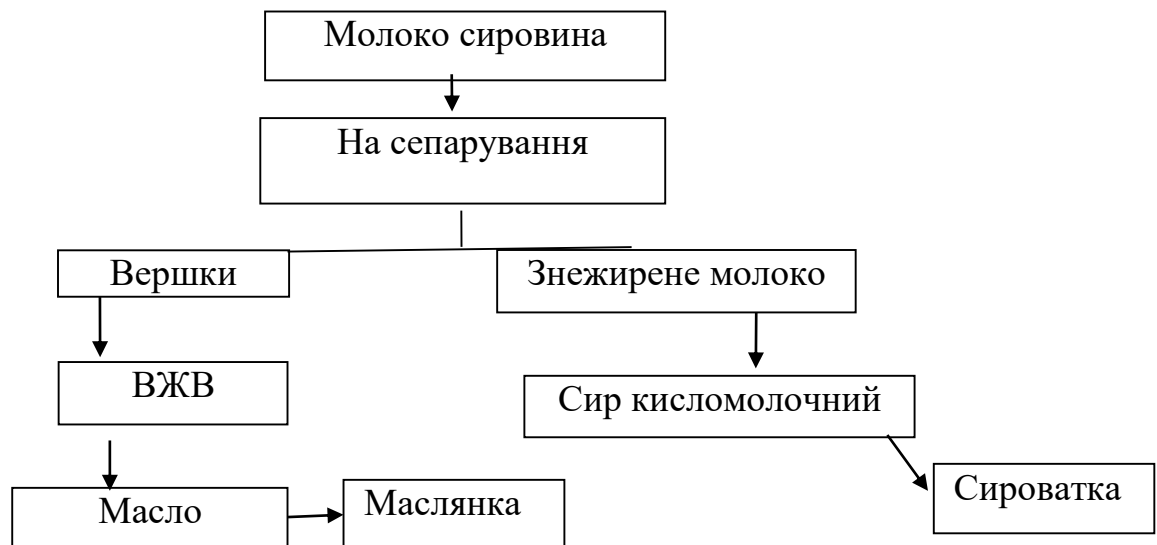 Молоко сировина
На сепарування
Вершки
Знежирене молоко
ВЖВ
Сир кисломолочний
Масло
Маслянка
Сироватка